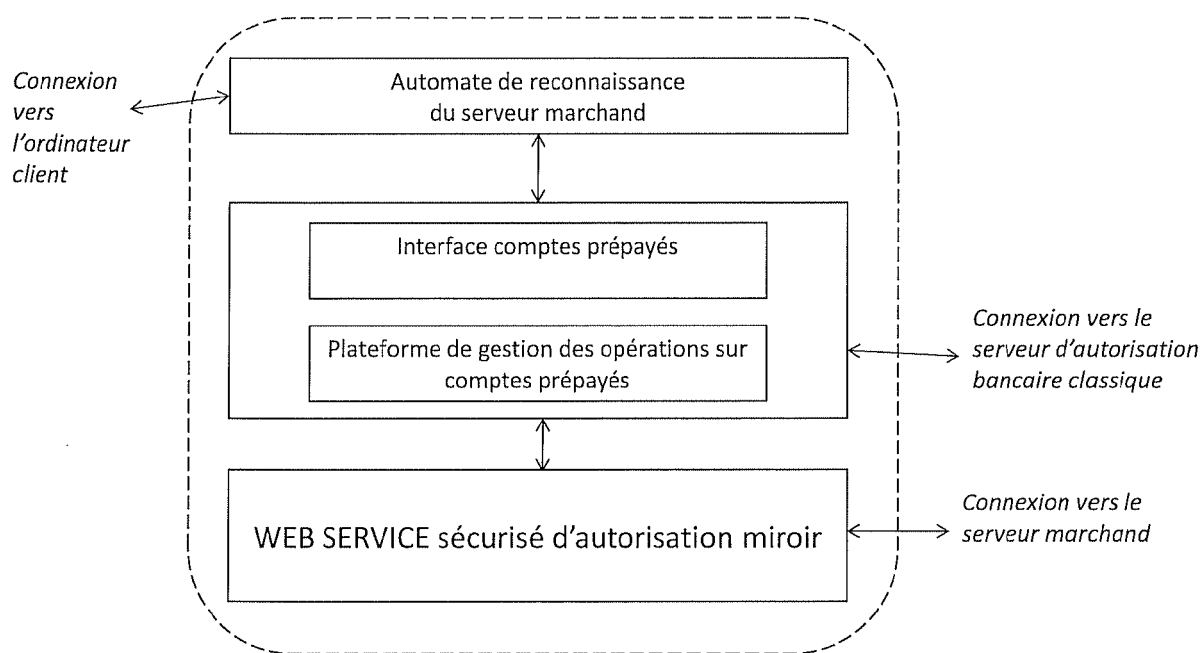 Connexion
vers
l'ordinateur
client
Automate de reconnaissance
du serveur marchand
Interface comptes prépayés
Plateforme de gestion des opérations sur
comptes prépayés
Connexion vers le
serveur d'autorisation
bancaire classique
WEB SERVICE sécurisé d'autorisation miroir
Connexion vers le
serveur marchand